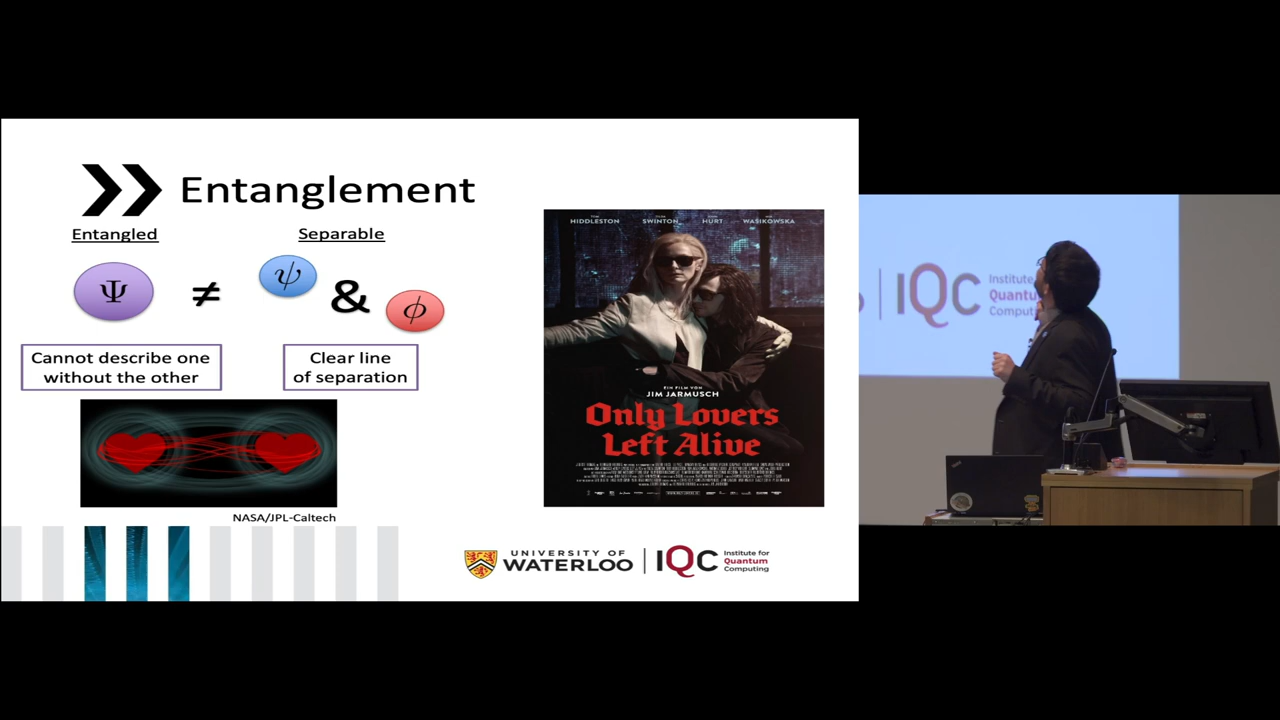 Entanglement
Entangled
Separable
Ψ
≠
ψ
&
ϕ
Cannot describe one
without the other
Clear line
of separation
NASA/JPL-Caltech
HIDDLESTON SWINTON HURT WASIKOWSKA
EIN FILM VON
JIM JARMUSCH
Only Lovers
Left Alive
UNIVERSITY OF
WATERLOO
IQC
Institute for
Quantum
Computing
IQC
Institute
Quantu
Comput